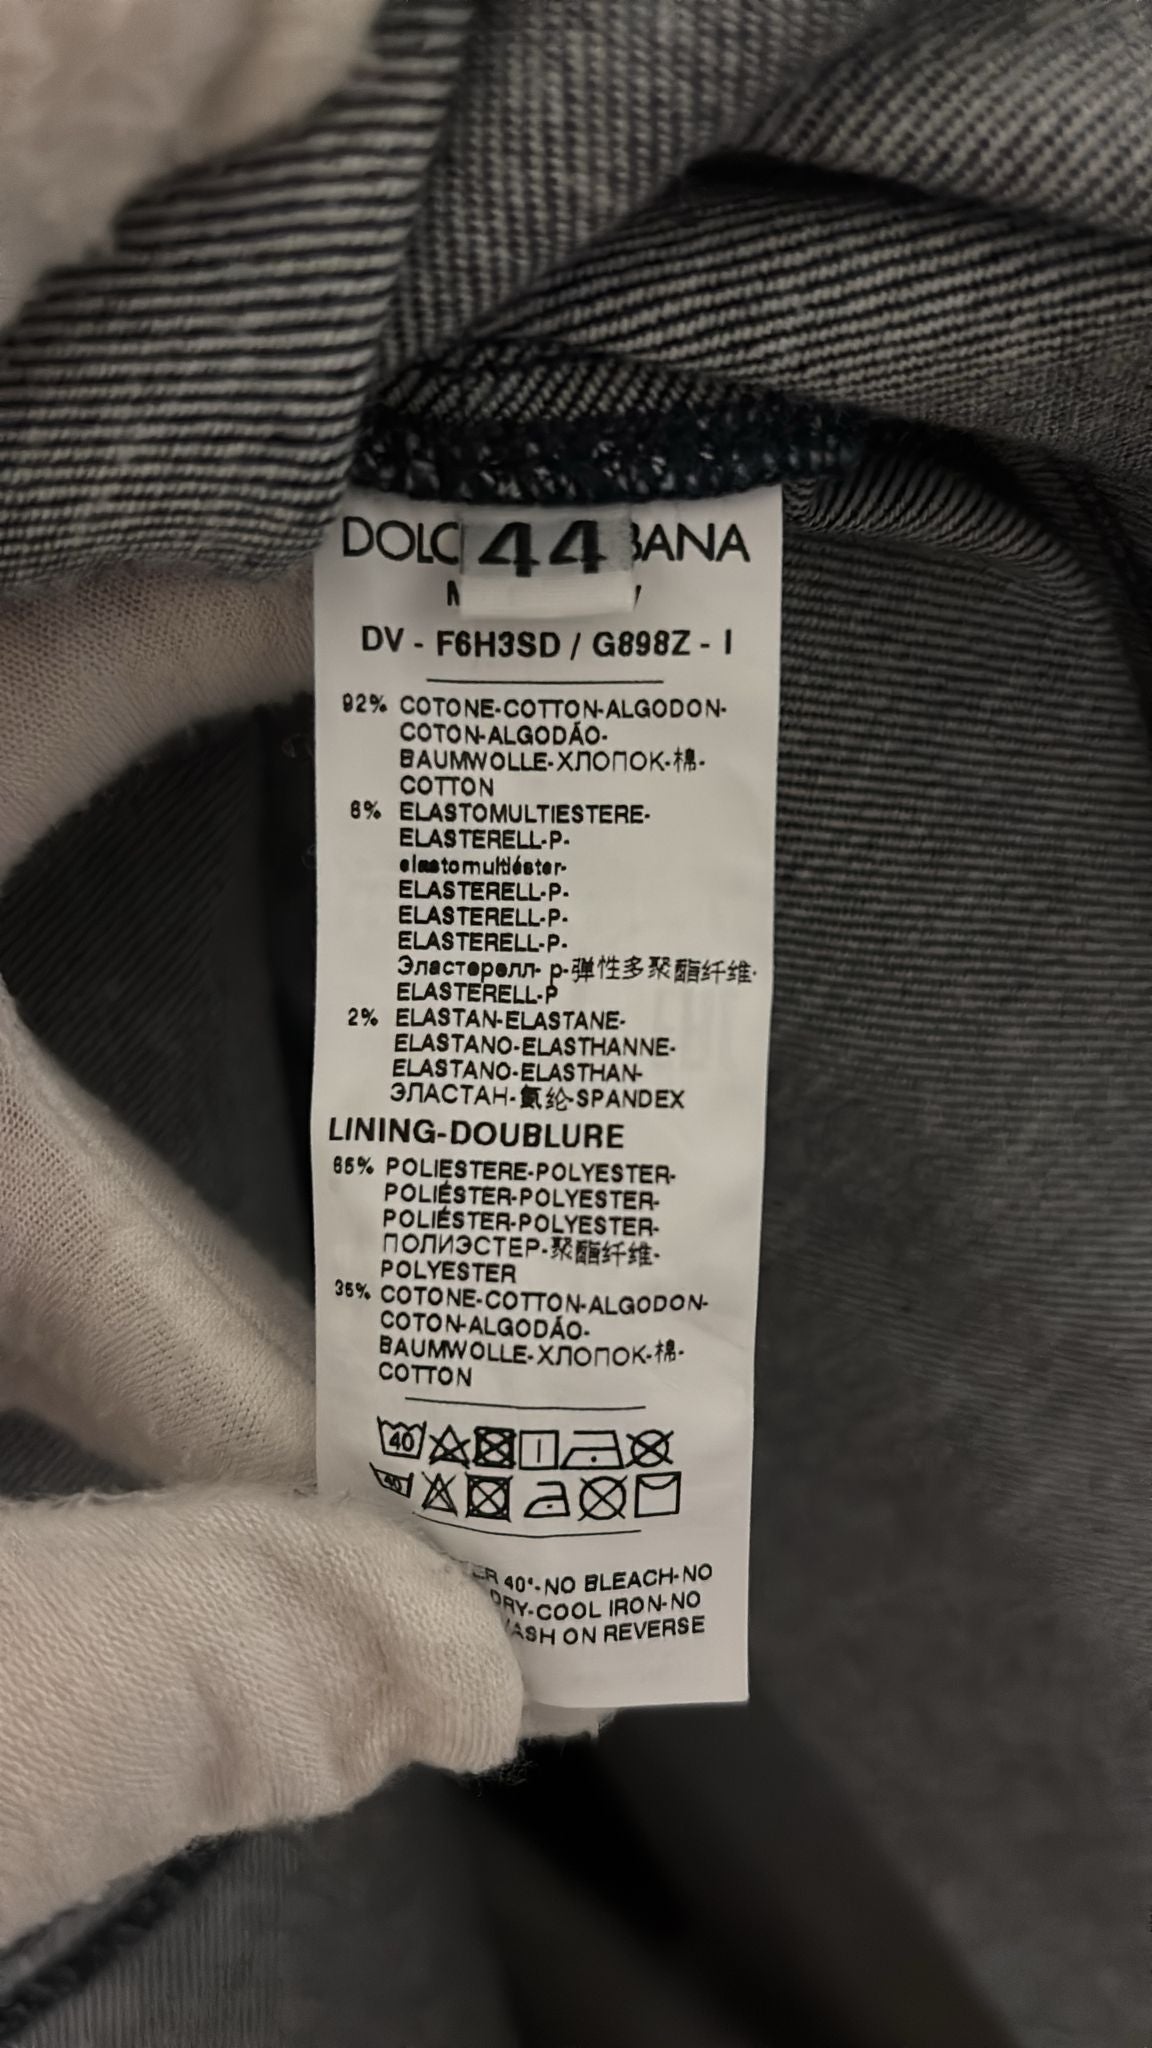 DOLC 44 BANA
DV - F6H3SD / G898Z - I
92% COTONE-COTTON-ALGODON-
COTON-ALGODÃO-
BAUMWOLLE-ХЛОПОК-棉-
COTTON
6% ELASTOMULTIESTERE-
ELASTERELL-P-
elastomultiéster-
ELASTERELL-P-
ELASTERELL-P-
ELASTERELL-P-
Эластерелл- p-弹性多聚酯纤维-
ELASTERELL-P
2% ELASTAN-ELASTANE-
ELASTANO-ELASTHANNE-
ELASTANO-ELASTHAN-
ЭЛАСТАН-氨纶-SPANDEX
LINING-DOUBLURE
65% POLIESTERE-POLYESTER-
POLIÉSTER-POLYESTER-
POLIÉSTER-POLYESTER-
ПОЛИЭСТЕР-聚酯纤维-
POLYESTER
35% COTONE-COTTON-ALGODON-
COTON-ALGODÃO-
BAUMWOLLE-ХЛОПОК-棉-
COTTON
40
40
ER 40°-NO BLEACH-NO
DRY-COOL IRON-NO
ASH ON REVERSE